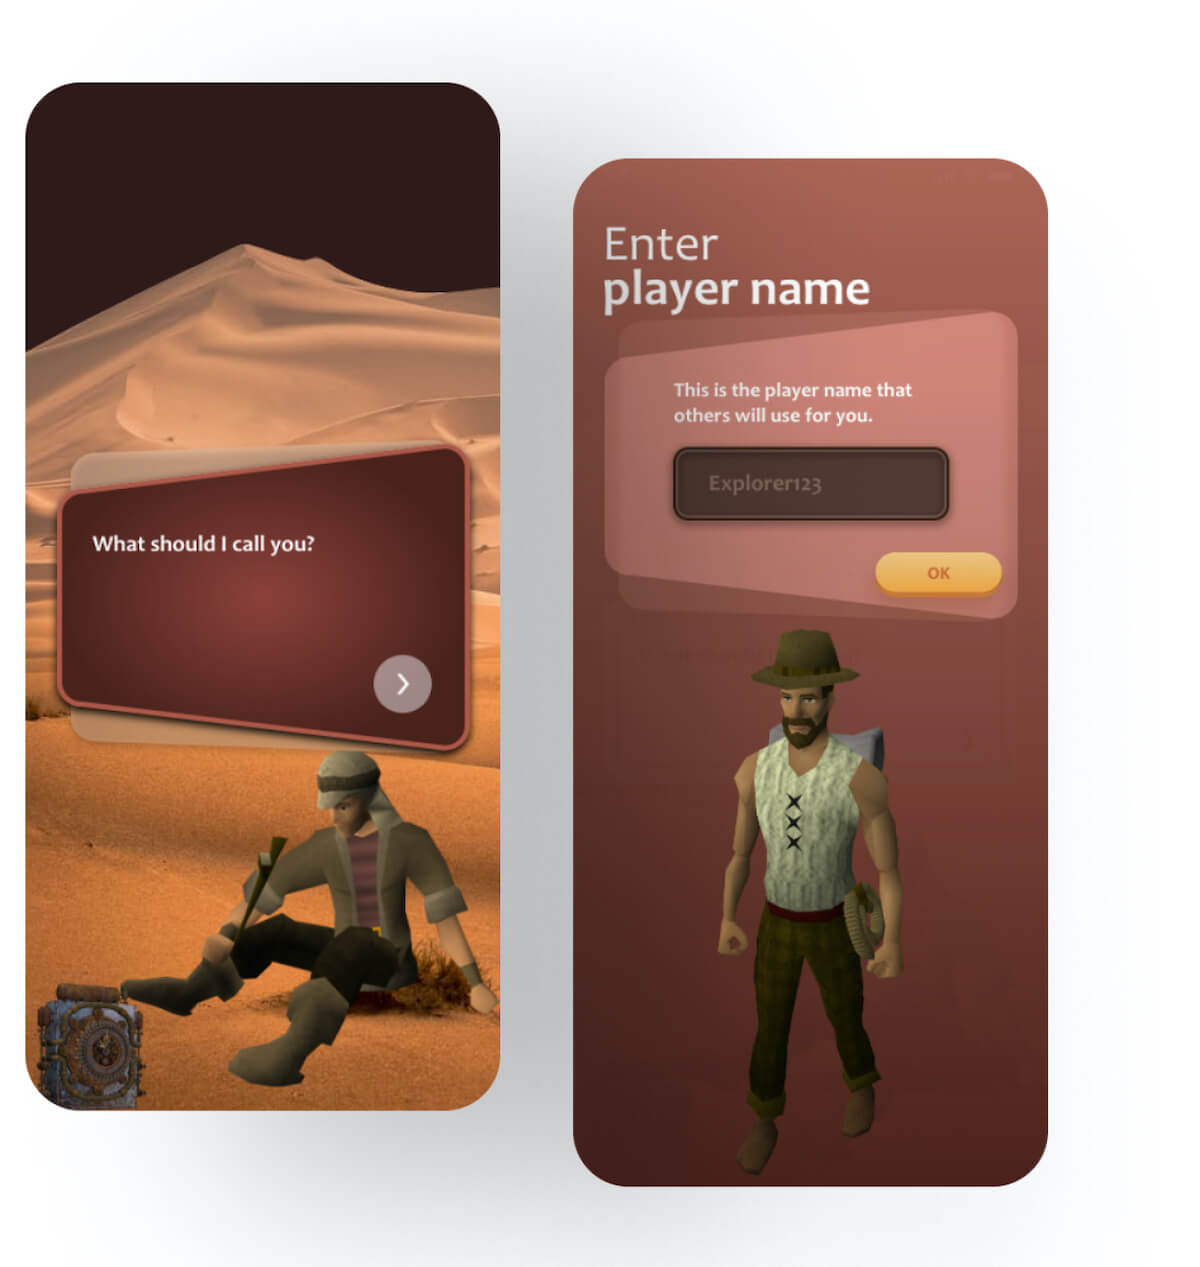 What should I call you?
Enter
player name
This is the player name that
others will use for you.
Explorer123
OK